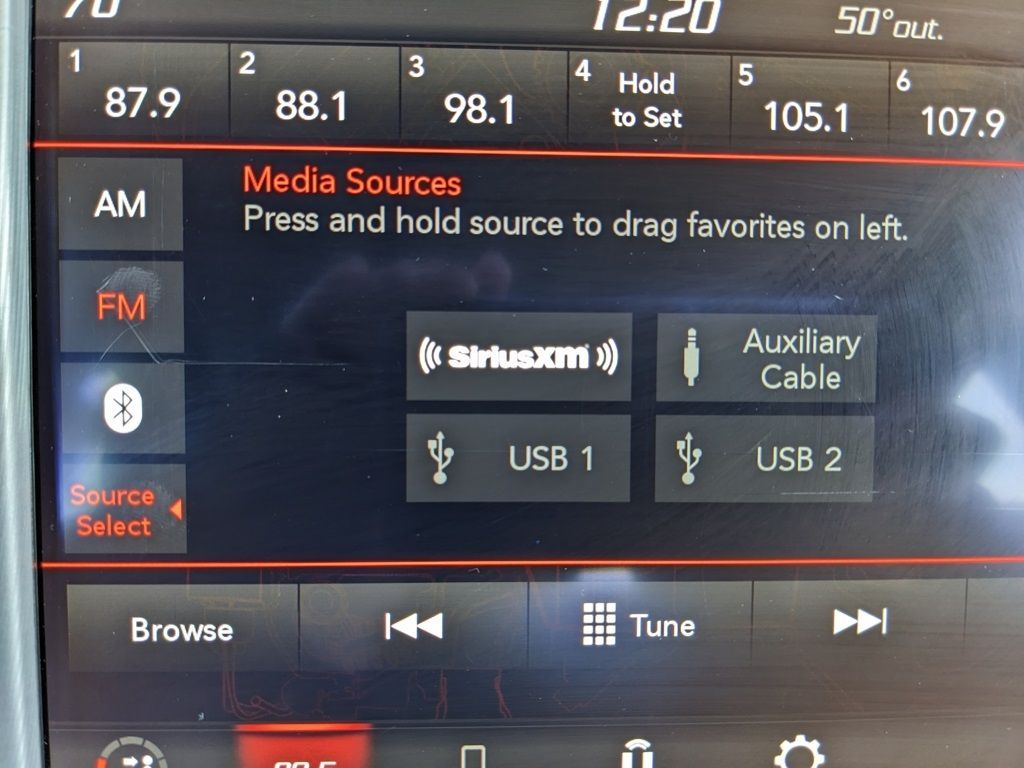 70 12:20 50°out.
1 2 3 4 5 6
87.9 88.1 98.1 Hold to Set 105.1 107.9
AM
Media Sources
Press and hold source to drag favorites on left.
FM
SiriusXM
Auxiliary
Cable
USB 1 USB 2
Source
Select
Browse Tune